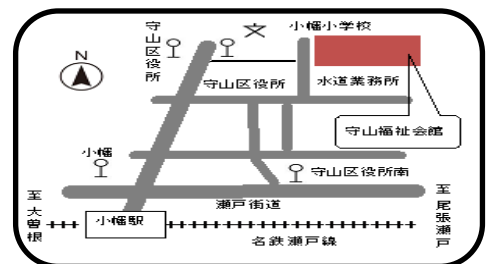 守山区役所
小幡小学校
N
守山区役所
水道業務所
守山福祉会館
小幡
守山区役所南
至大曽根
瀬戸街道
至尾張瀬戸
小幡駅
名鉄瀬戸線